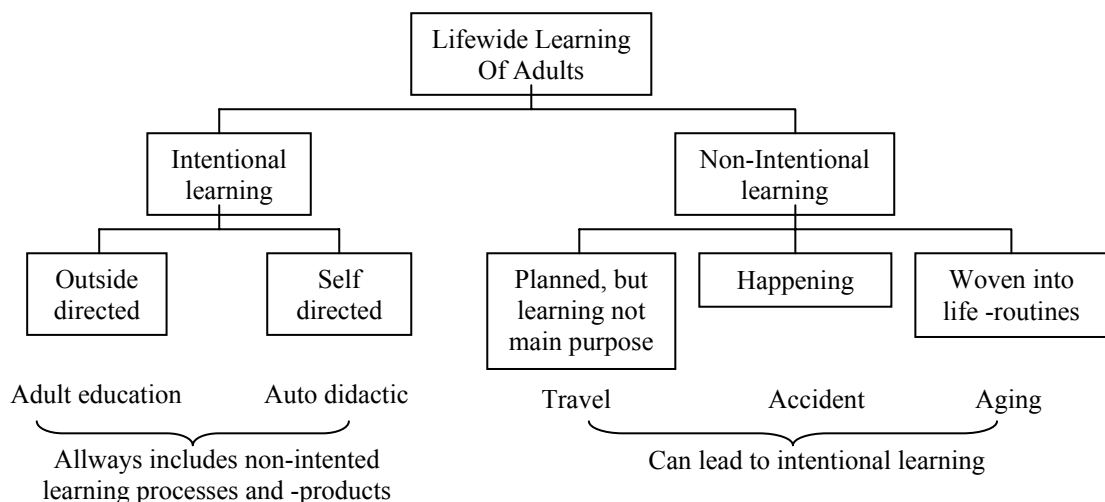 Lifewide Learning
Of Adults
Intentional
learning
Non-Intentional
learning
Outside
directed
Self
directed
Planned, but
learning not
main purpose
Happening
Woven into
life -routines
Adult education
Auto didactic
Travel
Accident
Aging
Allways includes non-intented
learning processes and -products
Can lead to intentional learning